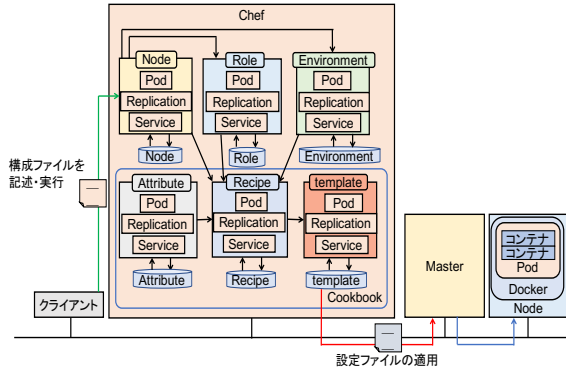 Chef
Node
Pod
Replication
Service
Node
Role
Pod
Replication
Service
Role
Environment
Pod
Replication
Service
Environment
構成ファイルを
記述・実行
Attribute
Pod
Replication
Service
Attribute
Recipe
Pod
Replication
Service
Recipe
template
Pod
Replication
Service
template
Cookbook
クライアント
Master
コンテナ
コンテナ
Pod
Docker
Node
設定ファイルの適用